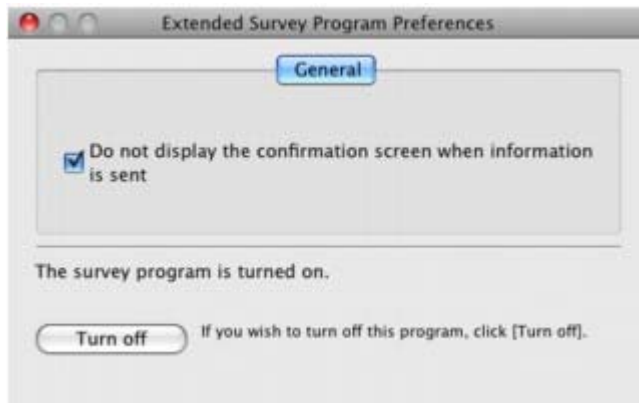 Extended Survey Program Preferences
General
Do not display the confirmation screen when information
is sent
The survey program is turned on.
Turn off
If you wish to turn off this program, click [Turn off].